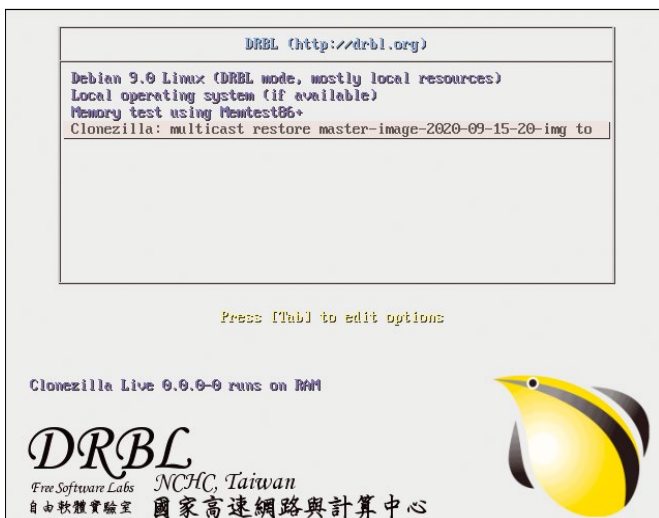 DRBL (http://drbl.org)
Debian 9.0 Linux (DRBL mode, mostly local resources)
Local operating system (if available)
Memory test using Memtest86+
Clonezilla: multicast restore master-image-2020-09-15-20-img to
Press [Tab] to edit options
Clonezilla Live 0.0.0-0 runs on RAM
DRBL
Free Software Labs NCHC, Taiwan
自由軟體實驗室 國家高速網路與計算中心